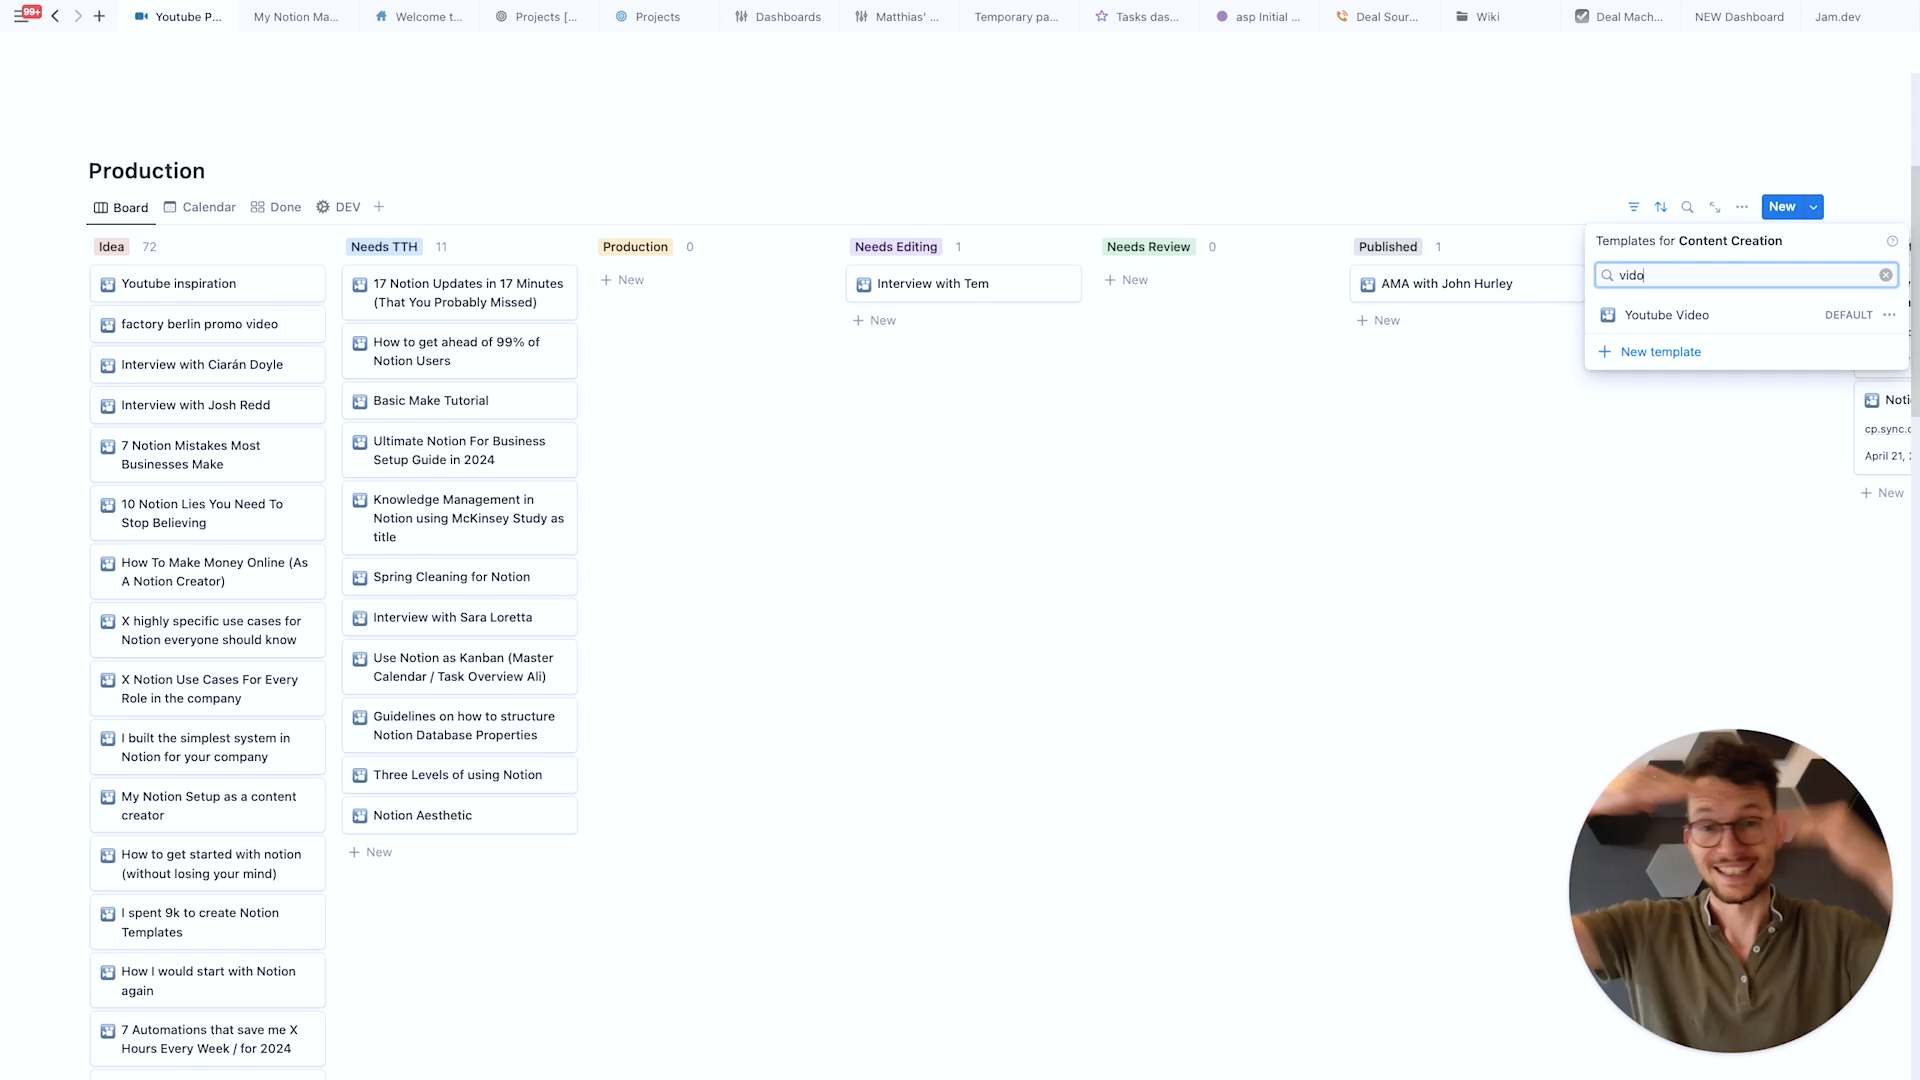 99+
Youtube P...
My Notion Ma...
Welcome t...
Projects [...
Projects
Dashboards
Matthias' ...
Temporary pa...
Tasks das...
asp Initial ...
Deal Sour...
Wiki
Deal Mach...
NEW Dashboard
Jam.dev
Production
Board
Calendar
Done
DEV
New
Idea 72
Youtube inspiration
factory berlin promo video
Interview with Ciarán Doyle
Interview with Josh Redd
7 Notion Mistakes Most
Businesses Make
10 Notion Lies You Need To
Stop Believing
How To Make Money Online (As
A Notion Creator)
X highly specific use cases for
Notion everyone should know
X Notion Use Cases For Every
Role in the company
I built the simplest system in
Notion for your company
My Notion Setup as a content
creator
How to get started with notion
(without losing your mind)
I spent 9k to create Notion
Templates
How I would start with Notion
again
7 Automations that save me X
Hours Every Week / for 2024
Needs TTH 11
17 Notion Updates in 17 Minutes
(That You Probably Missed)
How to get ahead of 99% of
Notion Users
Basic Make Tutorial
Ultimate Notion For Business
Setup Guide in 2024
Knowledge Management in
Notion using McKinsey Study as
title
Spring Cleaning for Notion
Interview with Sara Loretta
Use Notion as Kanban (Master
Calendar / Task Overview Ali)
Guidelines on how to structure
Notion Database Properties
Three Levels of using Notion
Notion Aesthetic
New
Production 0
New
Needs Editing 1
Interview with Tem
New
Needs Review 0
New
Published 1
AMA with John Hurley
New
Templates for Content Creation
vido
Youtube Video DEFAULT
New template
Noti
cp.sync.c
April 21,
New